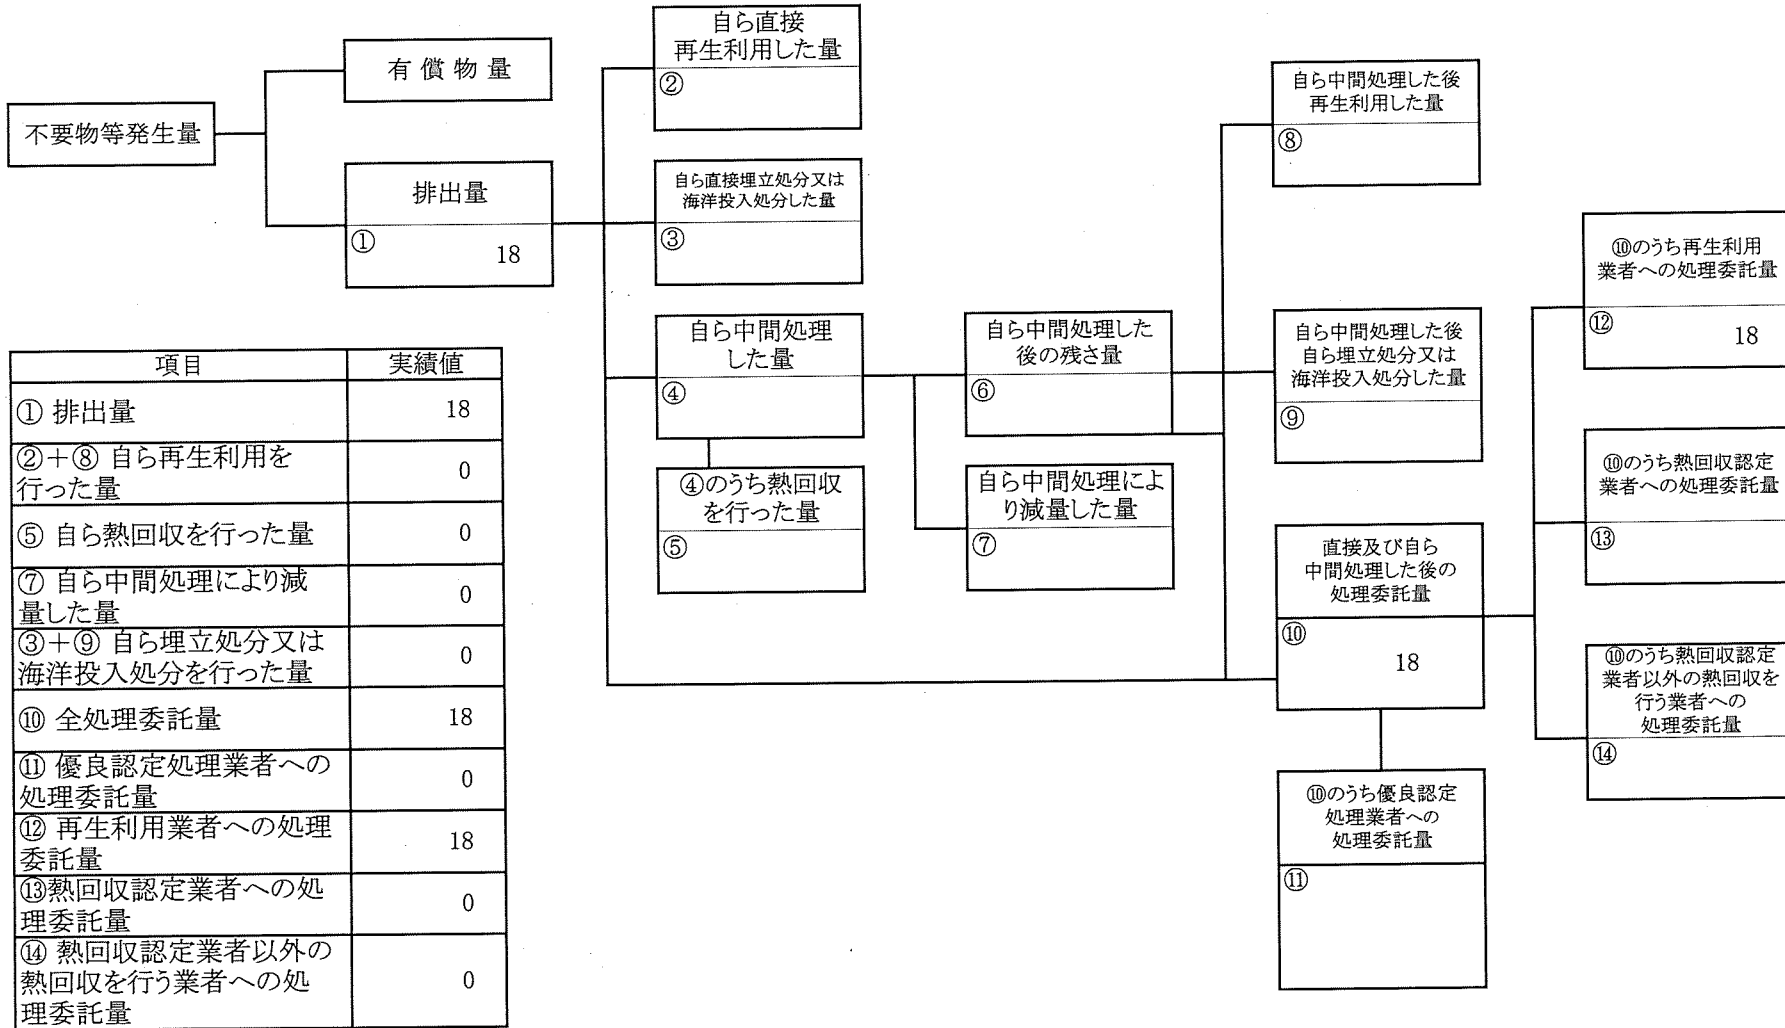 不要物等発生量
有償物量
排出量
①
18
自ら直接
再生利用した量
②
自ら直接埋立処分又は
海洋投入処分した量
③
自ら中間処理
した量
④
④のうち熱回収
を行った量
⑤
自ら中間処理した
後の残さ量
⑥
自ら中間処理によ
り減量した量
⑦
自ら中間処理した後
再生利用した量
⑧
自ら中間処理した後
自ら埋立処分又は
海洋投入処分した量
⑨
直接及び自ら
中間処理した後の
処理委託量
⑩
18
⑩のうち優良認定
処理業者への
処理委託量
⑪
⑩のうち再生利用
業者への処理委託量
⑫
18
⑩のうち熱回収認定
業者への処理委託量
⑬
⑩のうち熱回収認定
業者以外の熱回収を
行う業者への
処理委託量
⑭
項目 実績値
① 排出量 18
②+⑧ 自ら再生利用を
行った量 0
⑤ 自ら熱回収を行った量 0
⑦ 自ら中間処理により減
量した量 0
③+⑨ 自ら埋立処分又は
海洋投入処分を行った量 0
⑩ 全処理委託量 18
⑪ 優良認定処理業者への
処理委託量 0
⑫ 再生利用業者への処理
委託量 18
⑬熱回収認定業者への処
理委託量 0
⑭ 熱回収認定業者以外の
熱回収を行う業者への処
理委託量 0